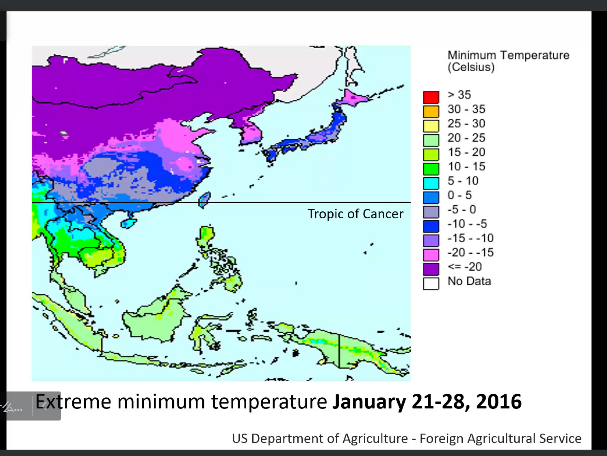 Minimum Temperature
(Celsius)
> 35
30 - 35
25 - 30
20 - 25
15 - 20
10 - 15
5 - 10
0 - 5
-5 - 0
-10 - -5
-15 - -10
-20 - -15
<= -20
No Data
Tropic of Cancer
Extreme minimum temperature January 21-28, 2016
US Department of Agriculture - Foreign Agricultural Service